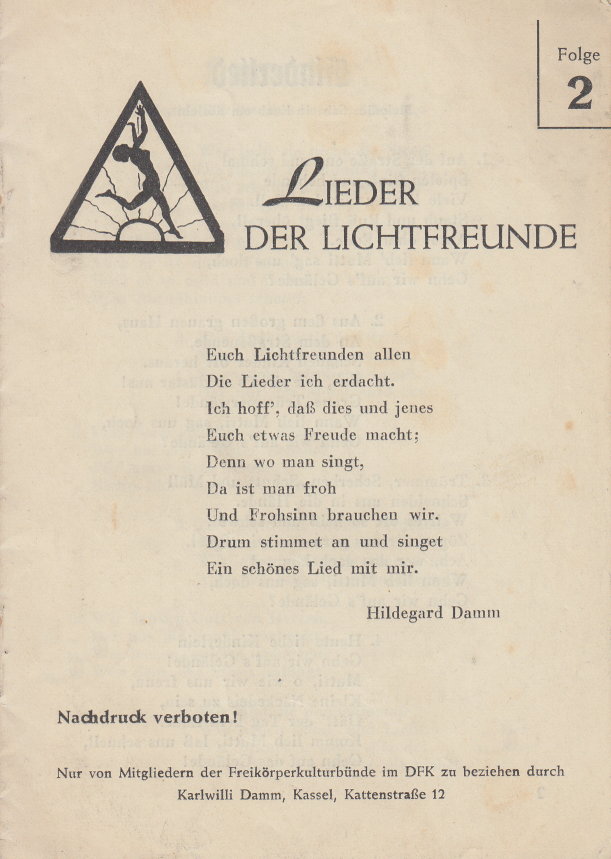 Folge
2
LIEDER
DER LICHTFREUNDE
Euch Lichtfreunden allen
Die Lieder ich erdacht.
Ich hoff', daß dies und jenes
Euch etwas Freude macht;
Denn wo man singt,
Da ist man froh
Und Frohsinn brauchen wir.
Drum stimmet an und singet
Ein schönes Lied mit mir.
Hildegard Damm
Nachdruck verboten!
Nur von Mitgliedern der Freikörperkulturbünde im DFK zu beziehen durch
Karlwilli Damm, Kassel, Kattenstraße 12